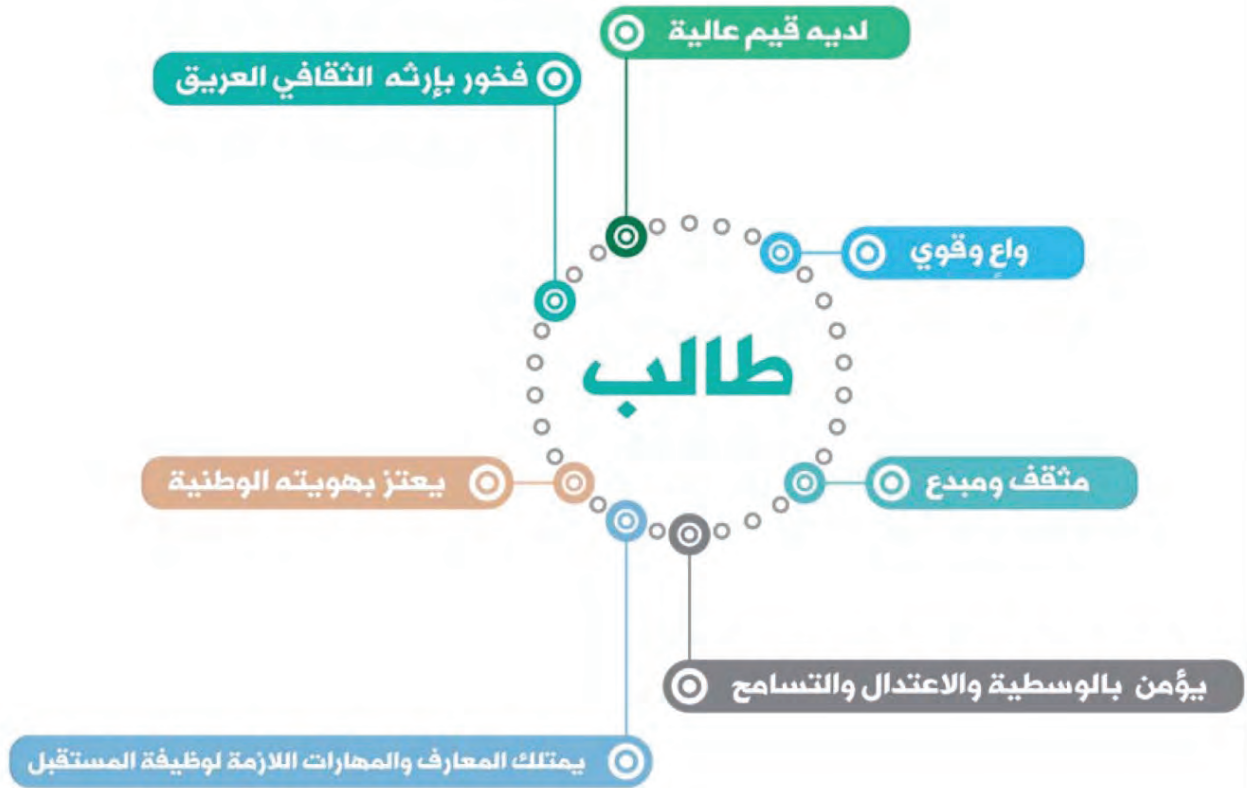 لديه قيم عالية
فخور بإرثه الثقافي العريق
واعٍ وقوي
طالب
مثقف ومبدع
يعتز بهويته الوطنية
يؤمن بالوسطية والاعتدال والتسامح
يمتلك المعارف والمهارات اللازمة لوظيفة المستقبل